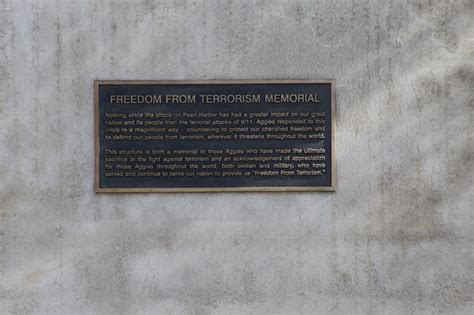 FREEDOM FROM TERRORISM MEMORIAL
Nothing since the attack on Pearl Harbor has had a greater impact on our great
nation and its people than the terrorist attacks of 9/11. Aggies responded to this
crisis in a magnificent way – volunteering to protect our cherished freedom and
to defend our people from terrorism, wherever it threatens throughout the world.
This structure is both a memorial to those Aggies who have made the ultimate
sacrifice in the fight against terrorism and an acknowledgement of appreciation
for those Aggies throughout the world, both civilian and military, who have
served and continue to serve our nation to provide us "Freedom From Terrorism."